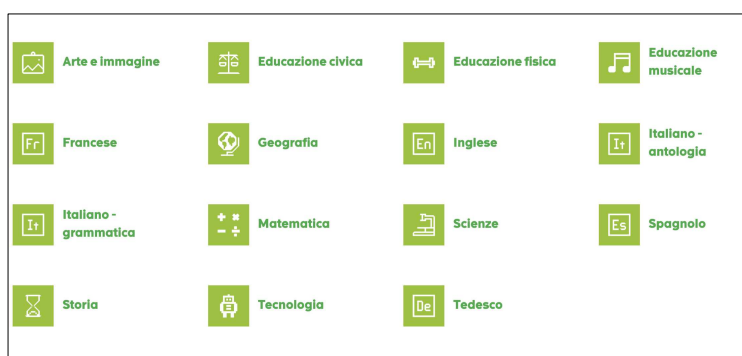 Arte e immagine
Educazione civica
Educazione fisica
Educazione
musicale
Fr
Francese
Geografia
En
Inglese
It
Italiano -
antologia
It
Italiano -
grammatica
Matematica
Scienze
Es
Spagnolo
Storia
Tecnologia
De
Tedesco